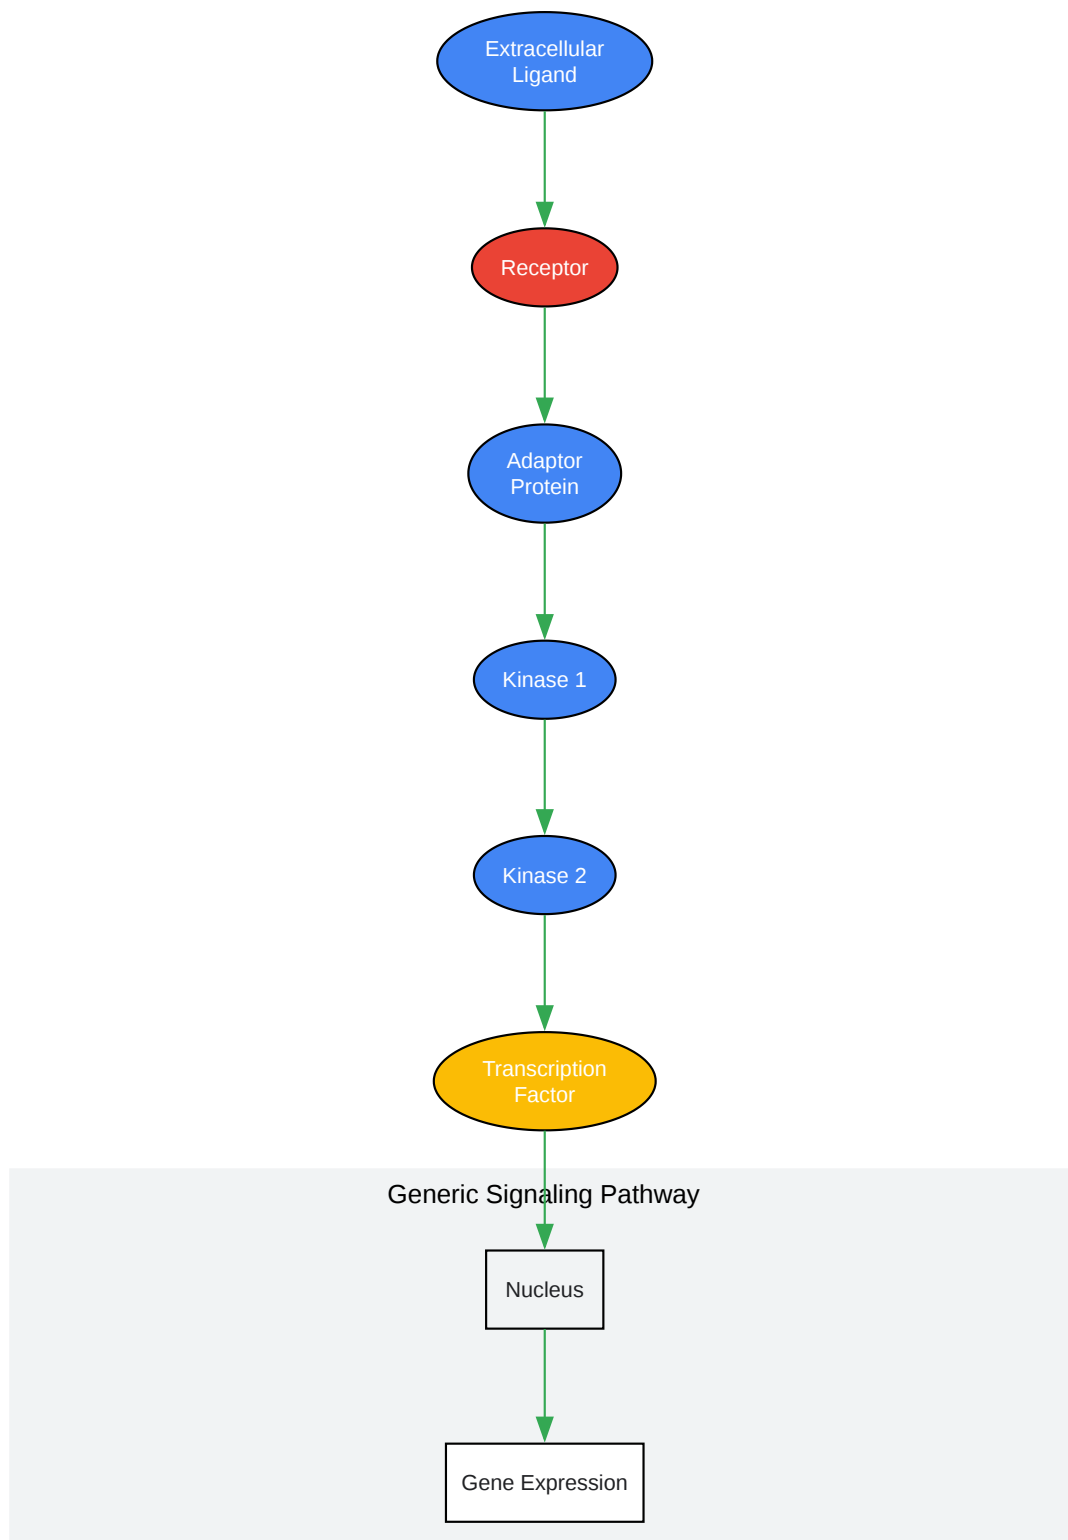 Extracellular
Ligand
Receptor
Adaptor
Protein
Kinase 1
Kinase 2
Transcription
Factor
Generic Signaling Pathway
Nucleus
Gene Expression